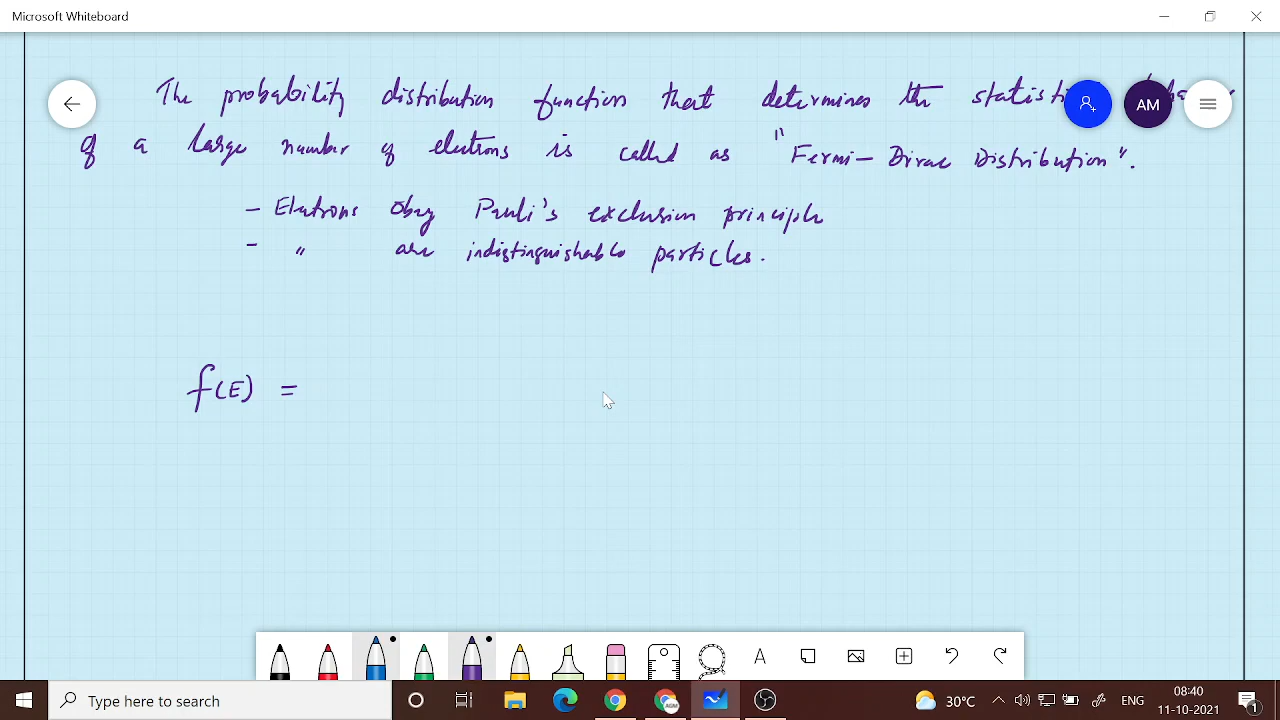 Microsoft Whiteboard
The probability distribution function that determines the
of a large number of electrons is called as "Fermi-Dirac Distribution".
- Electrons obey Pauli's exclusion principle
- " are indistinguishable particles.
AM
f(E) =
A
Type here to search
AGM
30°C
ENG
08:40
11-10-2021
1